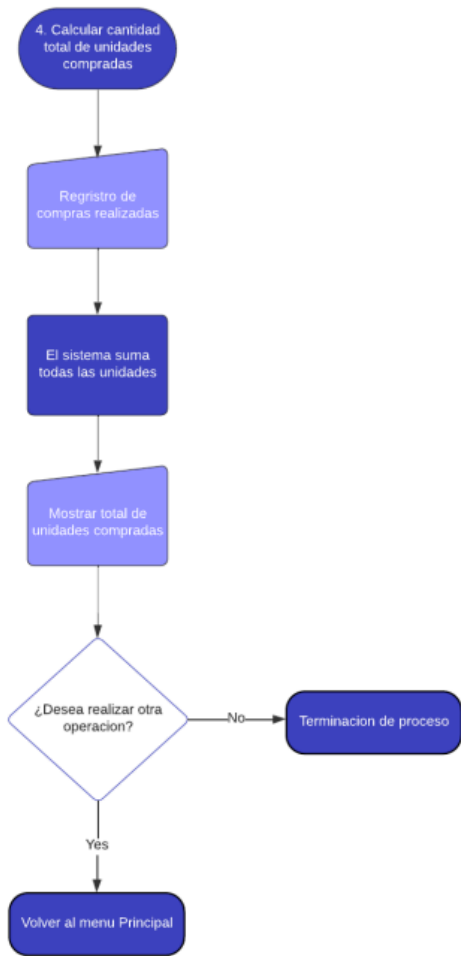 4. Calcular cantidad
total de unidades
compradas
Regristro de
compras realizadas
El sistema suma
todas las unidades
Mostrar total de
unidades compradas
¿Desea realizar otra
operacion?
No
Terminacion de proceso
Yes
Volver al menu Principal